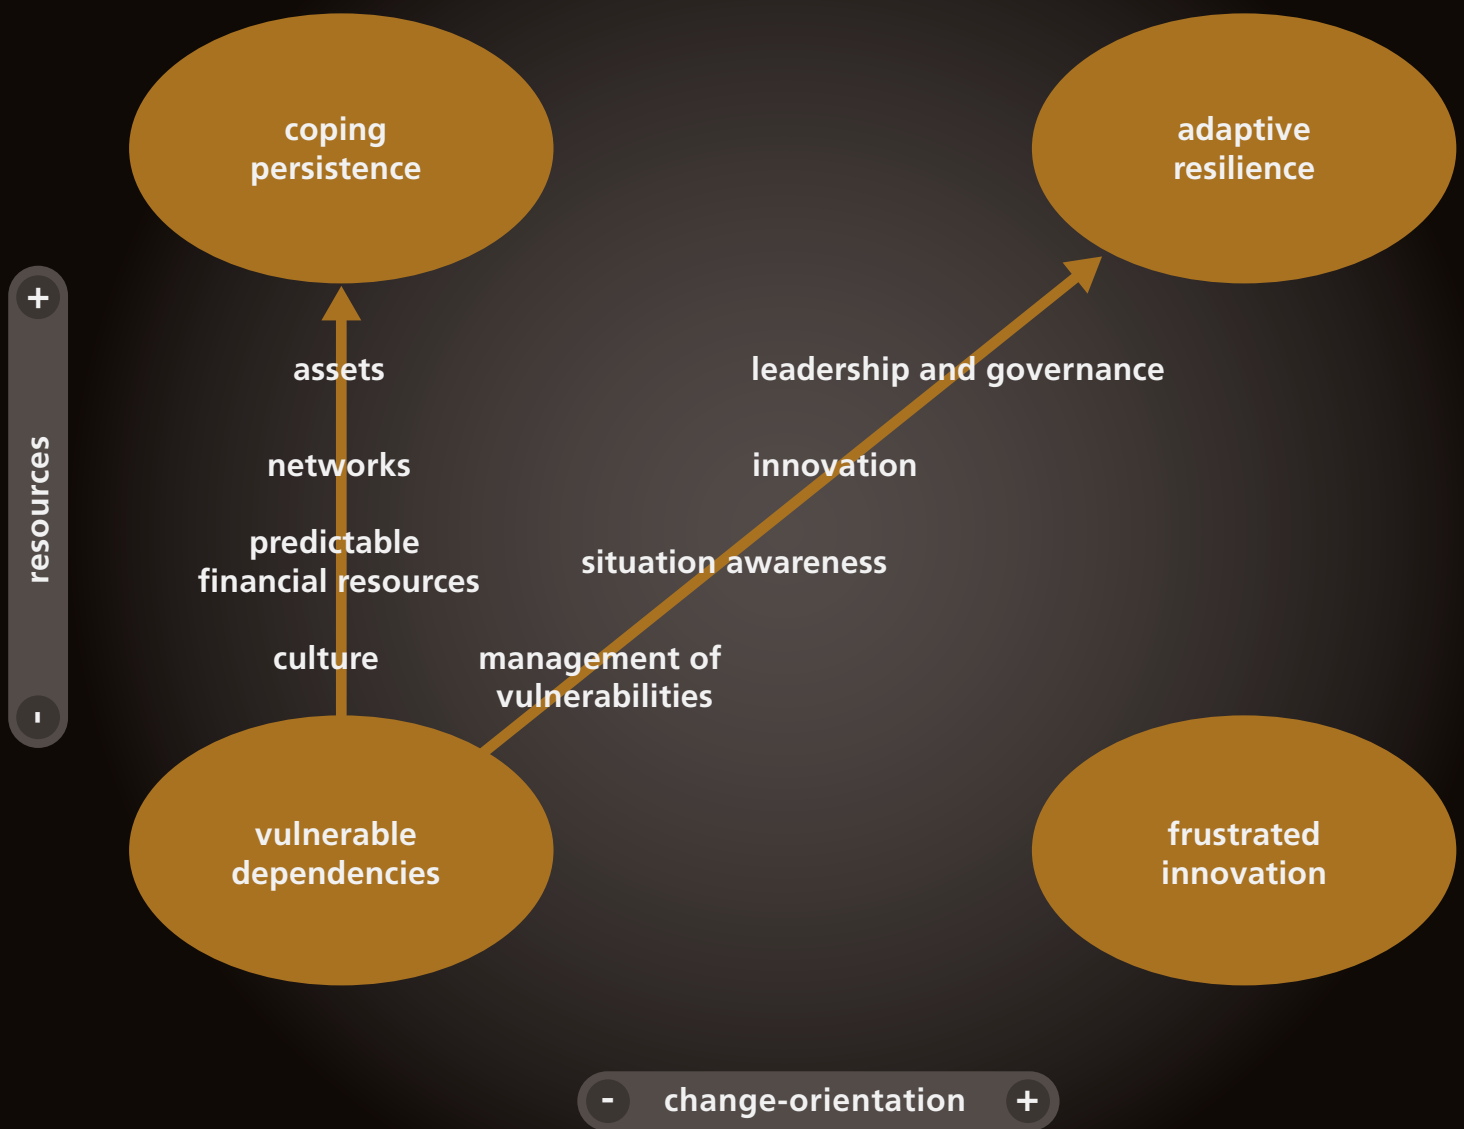 coping
persistence
adaptive
resilience
+
resources
-
assets
networks
predictable
financial resources
culture
leadership and governance
innovation
situation awareness
management of
vulnerabilities
vulnerable
dependencies
frustrated
innovation
- change-orientation +